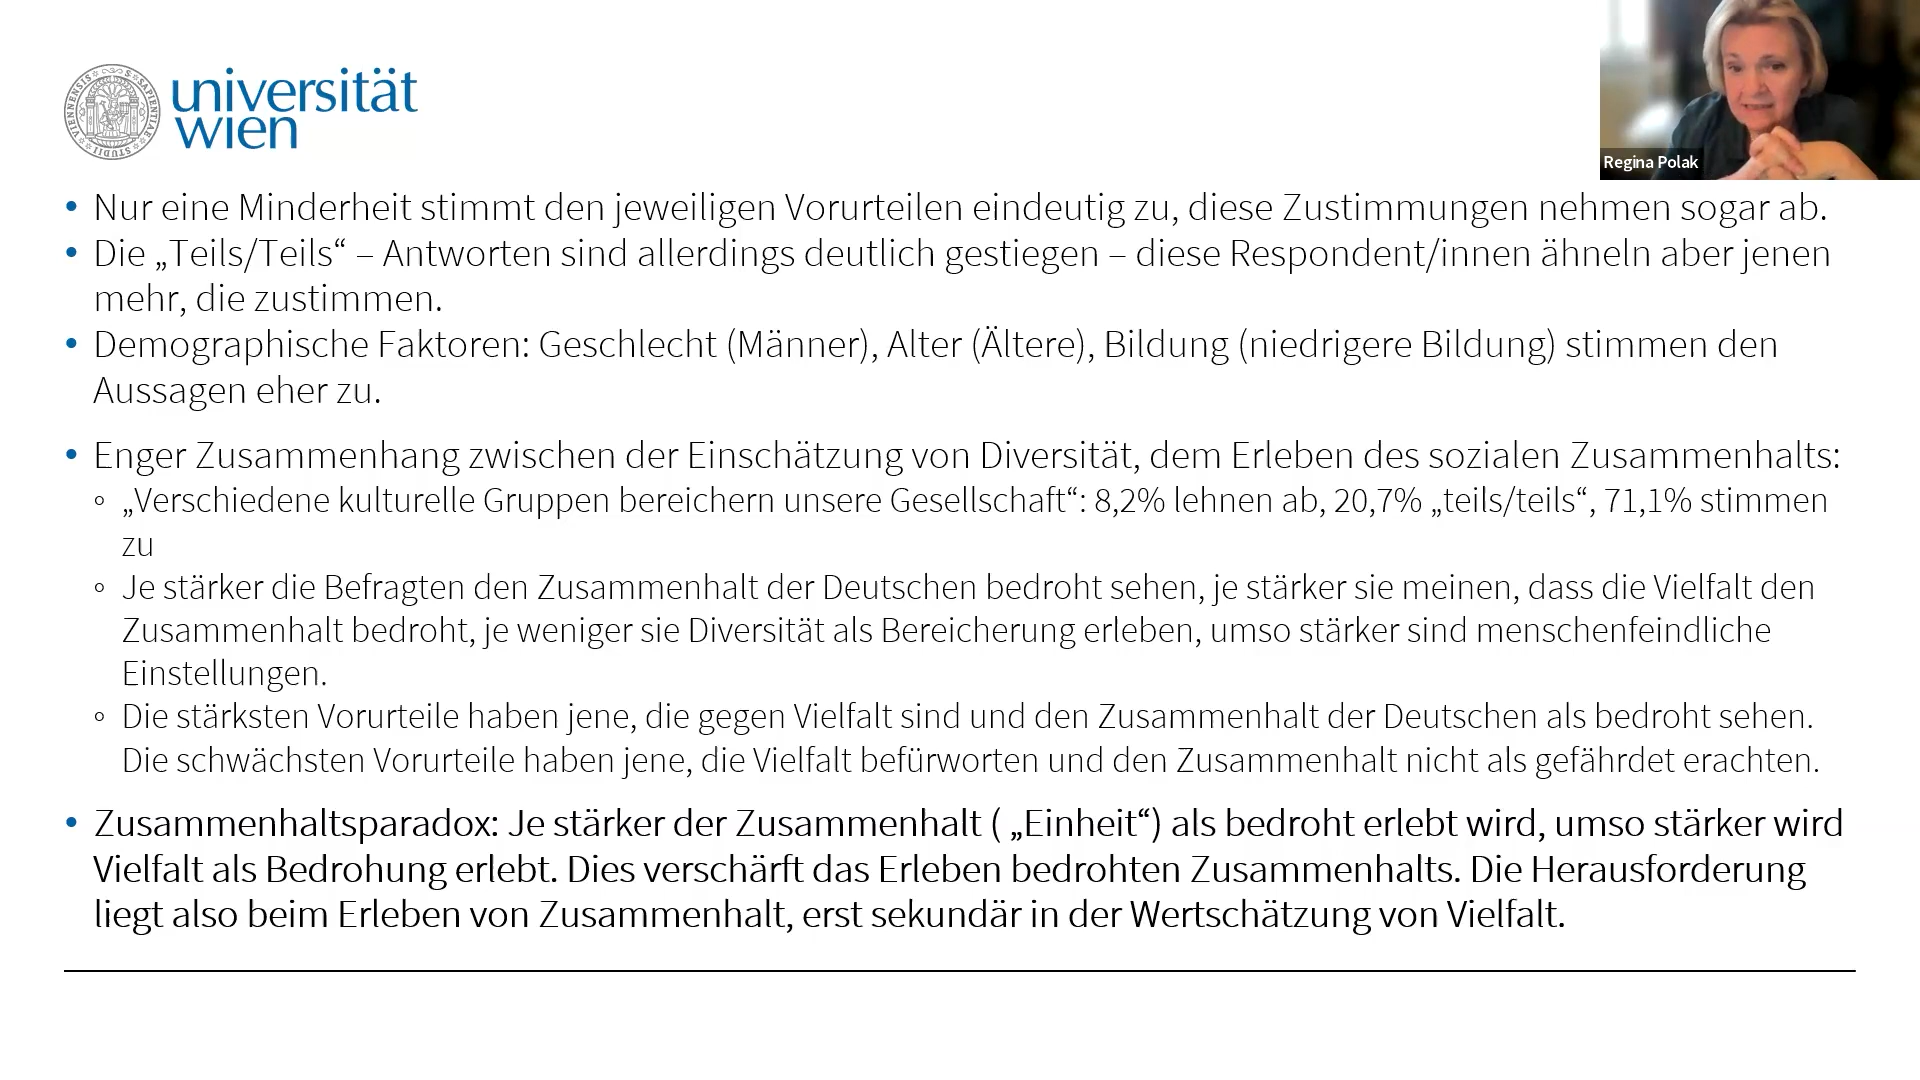 universität
wien
Regina Polak
• Nur eine Minderheit stimmt den jeweiligen Vorurteilen eindeutig zu, diese Zustimmungen nehmen sogar ab.
• Die „Teils/Teils“ – Antworten sind allerdings deutlich gestiegen – diese Respondent/innen ähneln aber jenen
mehr, die zustimmen.
• Demographische Faktoren: Geschlecht (Männer), Alter (Ältere), Bildung (niedrigere Bildung) stimmen den
Aussagen eher zu.
• Enger Zusammenhang zwischen der Einschätzung von Diversität, dem Erleben des sozialen Zusammenhalts:
◦ „Verschiedene kulturelle Gruppen bereichern unsere Gesellschaft“: 8,2% lehnen ab, 20,7% „teils/teils“, 71,1% stimmen
zu
◦ Je stärker die Befragten den Zusammenhalt der Deutschen bedroht sehen, je stärker sie meinen, dass die Vielfalt den
Zusammenhalt bedroht, je weniger sie Diversität als Bereicherung erleben, umso stärker sind menschenfeindliche
Einstellungen.
◦ Die stärksten Vorurteile haben jene, die gegen Vielfalt sind und den Zusammenhalt der Deutschen als bedroht sehen.
Die schwächsten Vorurteile haben jene, die Vielfalt befürworten und den Zusammenhalt nicht als gefährdet erachten.
• Zusammenhaltsparadox: Je stärker der Zusammenhalt ( „Einheit“) als bedroht erlebt wird, umso stärker wird
Vielfalt als Bedrohung erlebt. Dies verschärft das Erleben bedrohten Zusammenhalts. Die Herausforderung
liegt also beim Erleben von Zusammenhalt, erst sekundär in der Wertschätzung von Vielfalt.